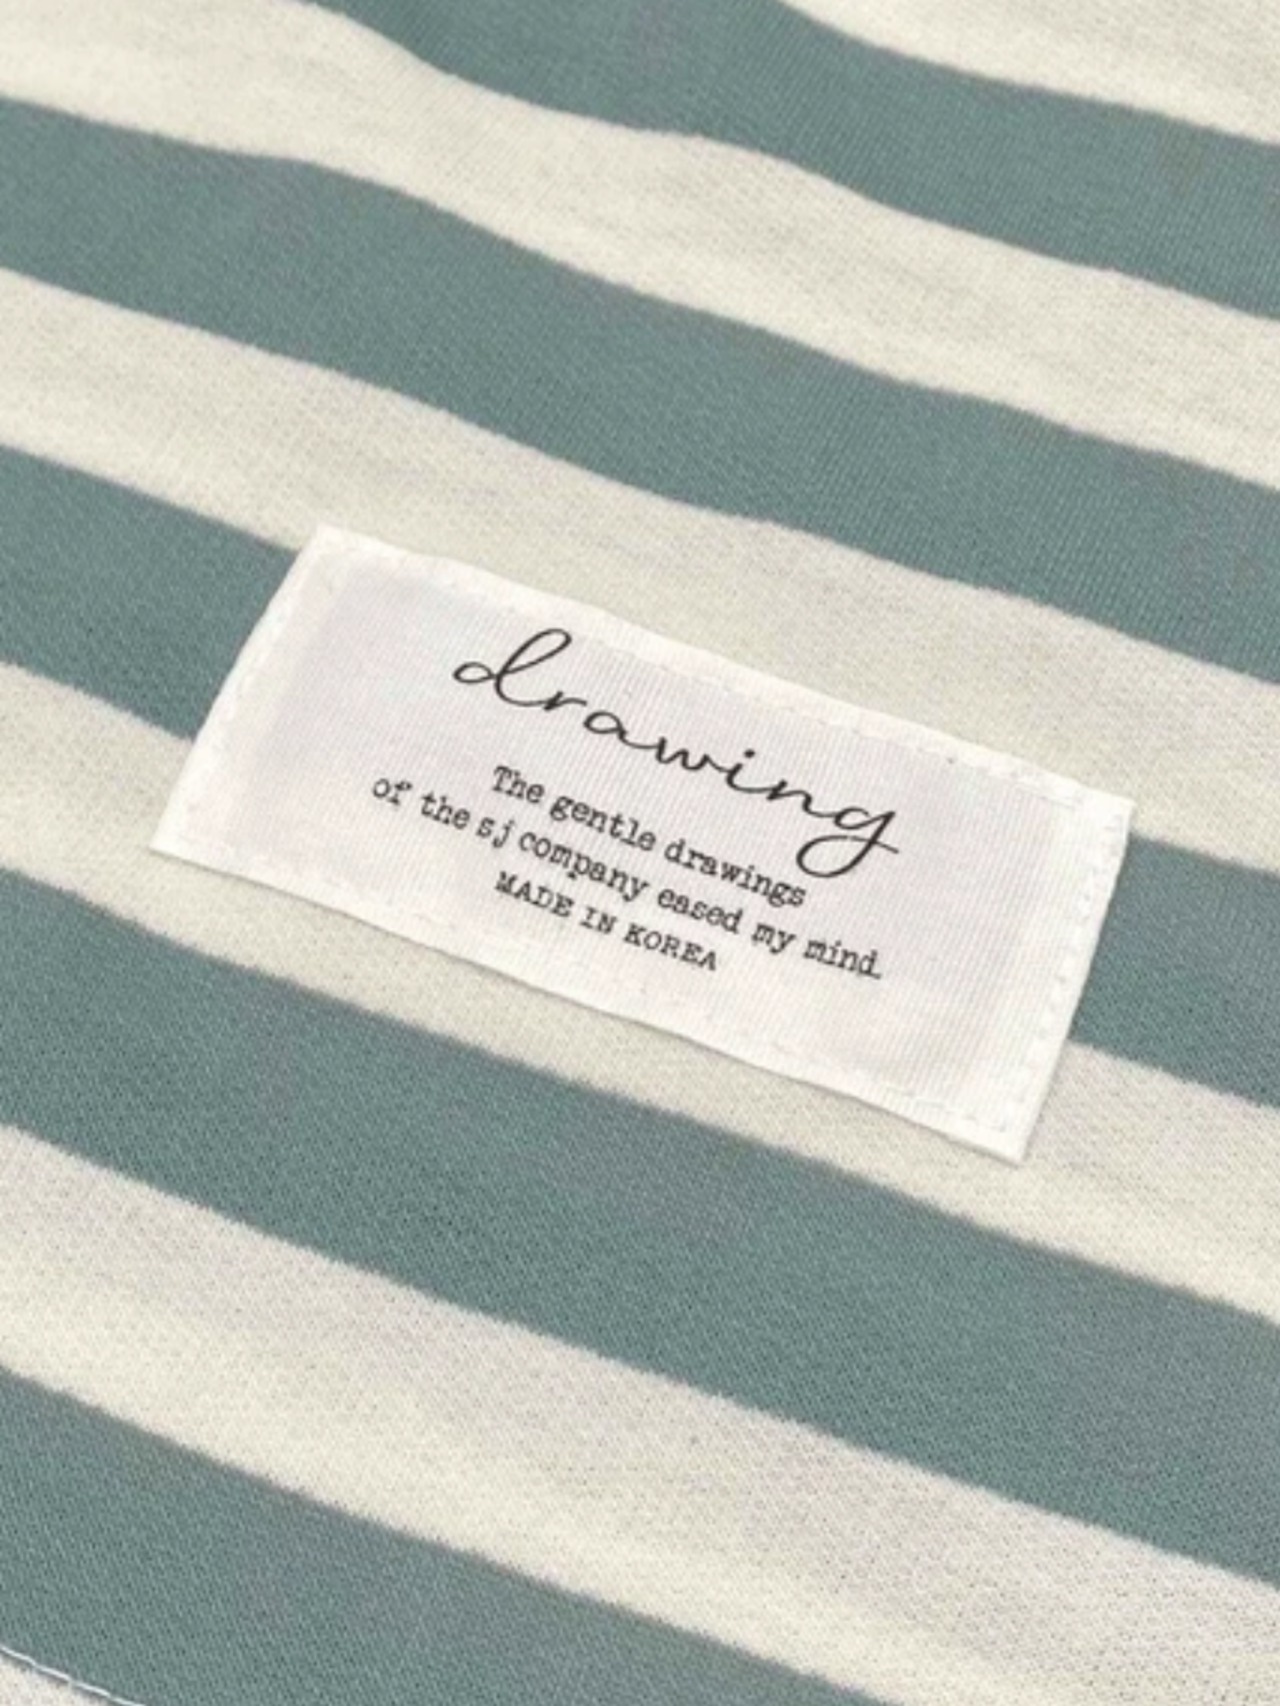 drawing
The gentle drawings
of the sj company eased my mind.
MADE IN KOREA